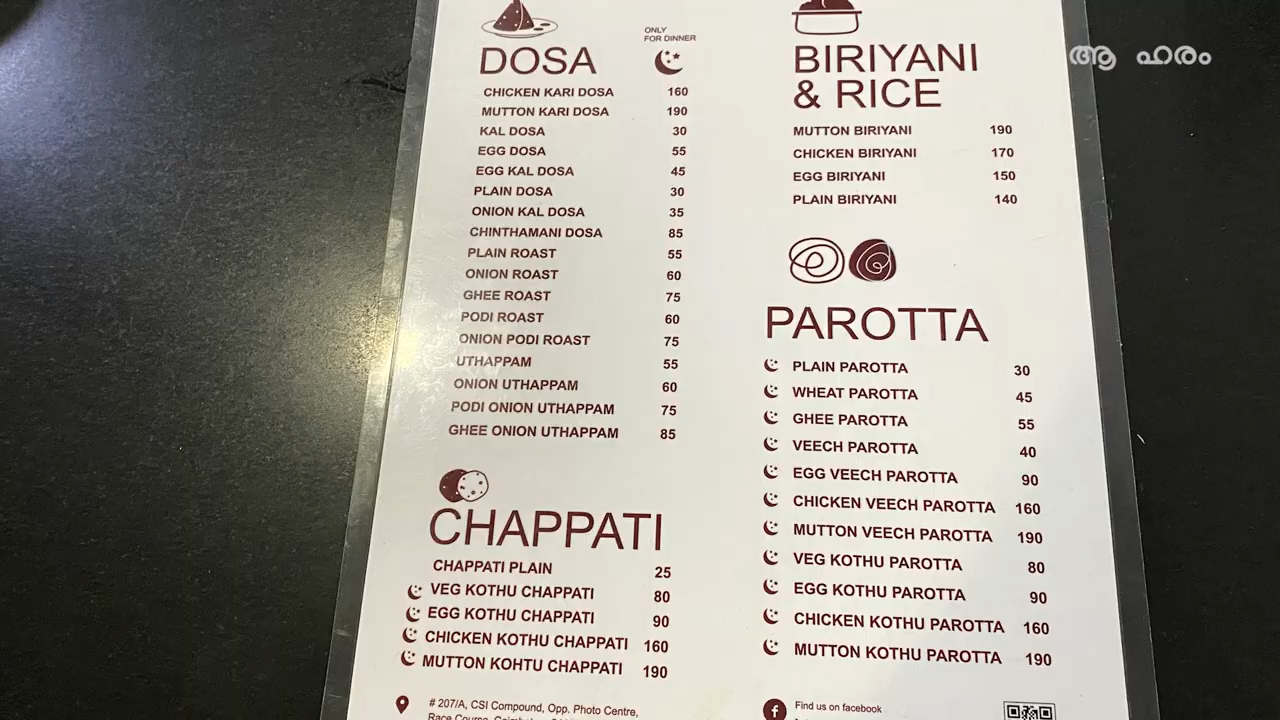 ആ ഹരം
ONLY
FOR DINNER
DOSA
CHICKEN KARI DOSA 160
MUTTON KARI DOSA 190
KAL DOSA 30
EGG DOSA 55
EGG KAL DOSA 45
PLAIN DOSA 30
ONION KAL DOSA 35
CHINTHAMANI DOSA 85
PLAIN ROAST 55
ONION ROAST 60
GHEE ROAST 75
PODI ROAST 60
ONION PODI ROAST 75
UTHAPPAM 55
ONION UTHAPPAM 60
PODI ONION UTHAPPAM 75
GHEE ONION UTHAPPAM 85
CHAPPATI
CHAPPATI PLAIN 25
VEG KOTHU CHAPPATI 80
EGG KOTHU CHAPPATI 90
CHICKEN KOTHU CHAPPATI 160
MUTTON KOHTU CHAPPATI 190
# 207/A, CSI Compound, Opp. Photo Centre,
Race Course, Coimbatore
BIRIYANI
& RICE
MUTTON BIRIYANI 190
CHICKEN BIRIYANI 170
EGG BIRIYANI 150
PLAIN BIRIYANI 140
PAROTTA
PLAIN PAROTTA 30
WHEAT PAROTTA 45
GHEE PAROTTA 55
VEECH PAROTTA 40
EGG VEECH PAROTTA 90
CHICKEN VEECH PAROTTA 160
MUTTON VEECH PAROTTA 190
VEG KOTHU PAROTTA 80
EGG KOTHU PAROTTA 90
CHICKEN KOTHU PAROTTA 160
MUTTON KOTHU PAROTTA 190
Find us on facebook